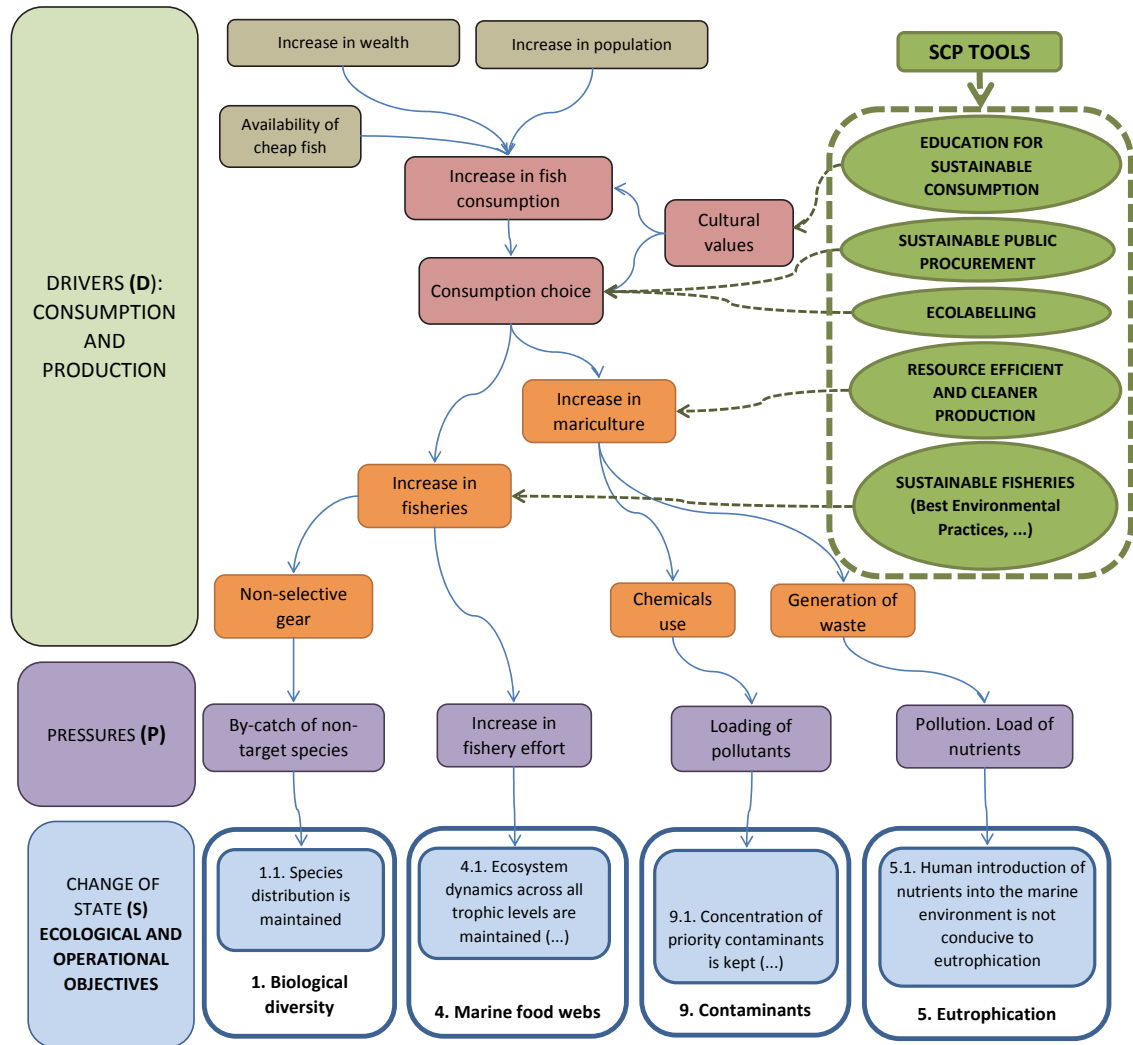 Increase in wealth
Increase in population
SCP TOOLS
Availability of
cheap fish
EDUCATION FOR
SUSTAINABLE
CONSUMPTION
Increase in fish
consumption
Cultural
values
SUSTAINABLE PUBLIC
PROCUREMENT
DRIVERS (D):
CONSUMPTION
AND
PRODUCTION
Consumption choice
ECOLABELLING
RESOURCE EFFICIENT
AND CLEANER
PRODUCTION
Increase in
mariculture
Increase in
fisheries
SUSTAINABLE FISHERIES
(Best Environmental
Practices, ...)
Non-selective
gear
Chemicals
use
Generation of
waste
PRESSURES (P)
By-catch of non-
target species
Increase in
fishery effort
Loading of
pollutants
Pollution. Load of
nutrients
CHANGE OF
STATE (S)
ECOLOGICAL AND
OPERATIONAL
OBJECTIVES
1.1. Species
distribution is
maintained
1. Biological
diversity
4.1. Ecosystem
dynamics across all
trophic levels are
maintained (...)
4. Marine food webs
9.1. Concentration of
priority contaminants
is kept (...)
9. Contaminants
5.1. Human introduction of
nutrients into the marine
environment is not
conducive to
eutrophication
5. Eutrophication